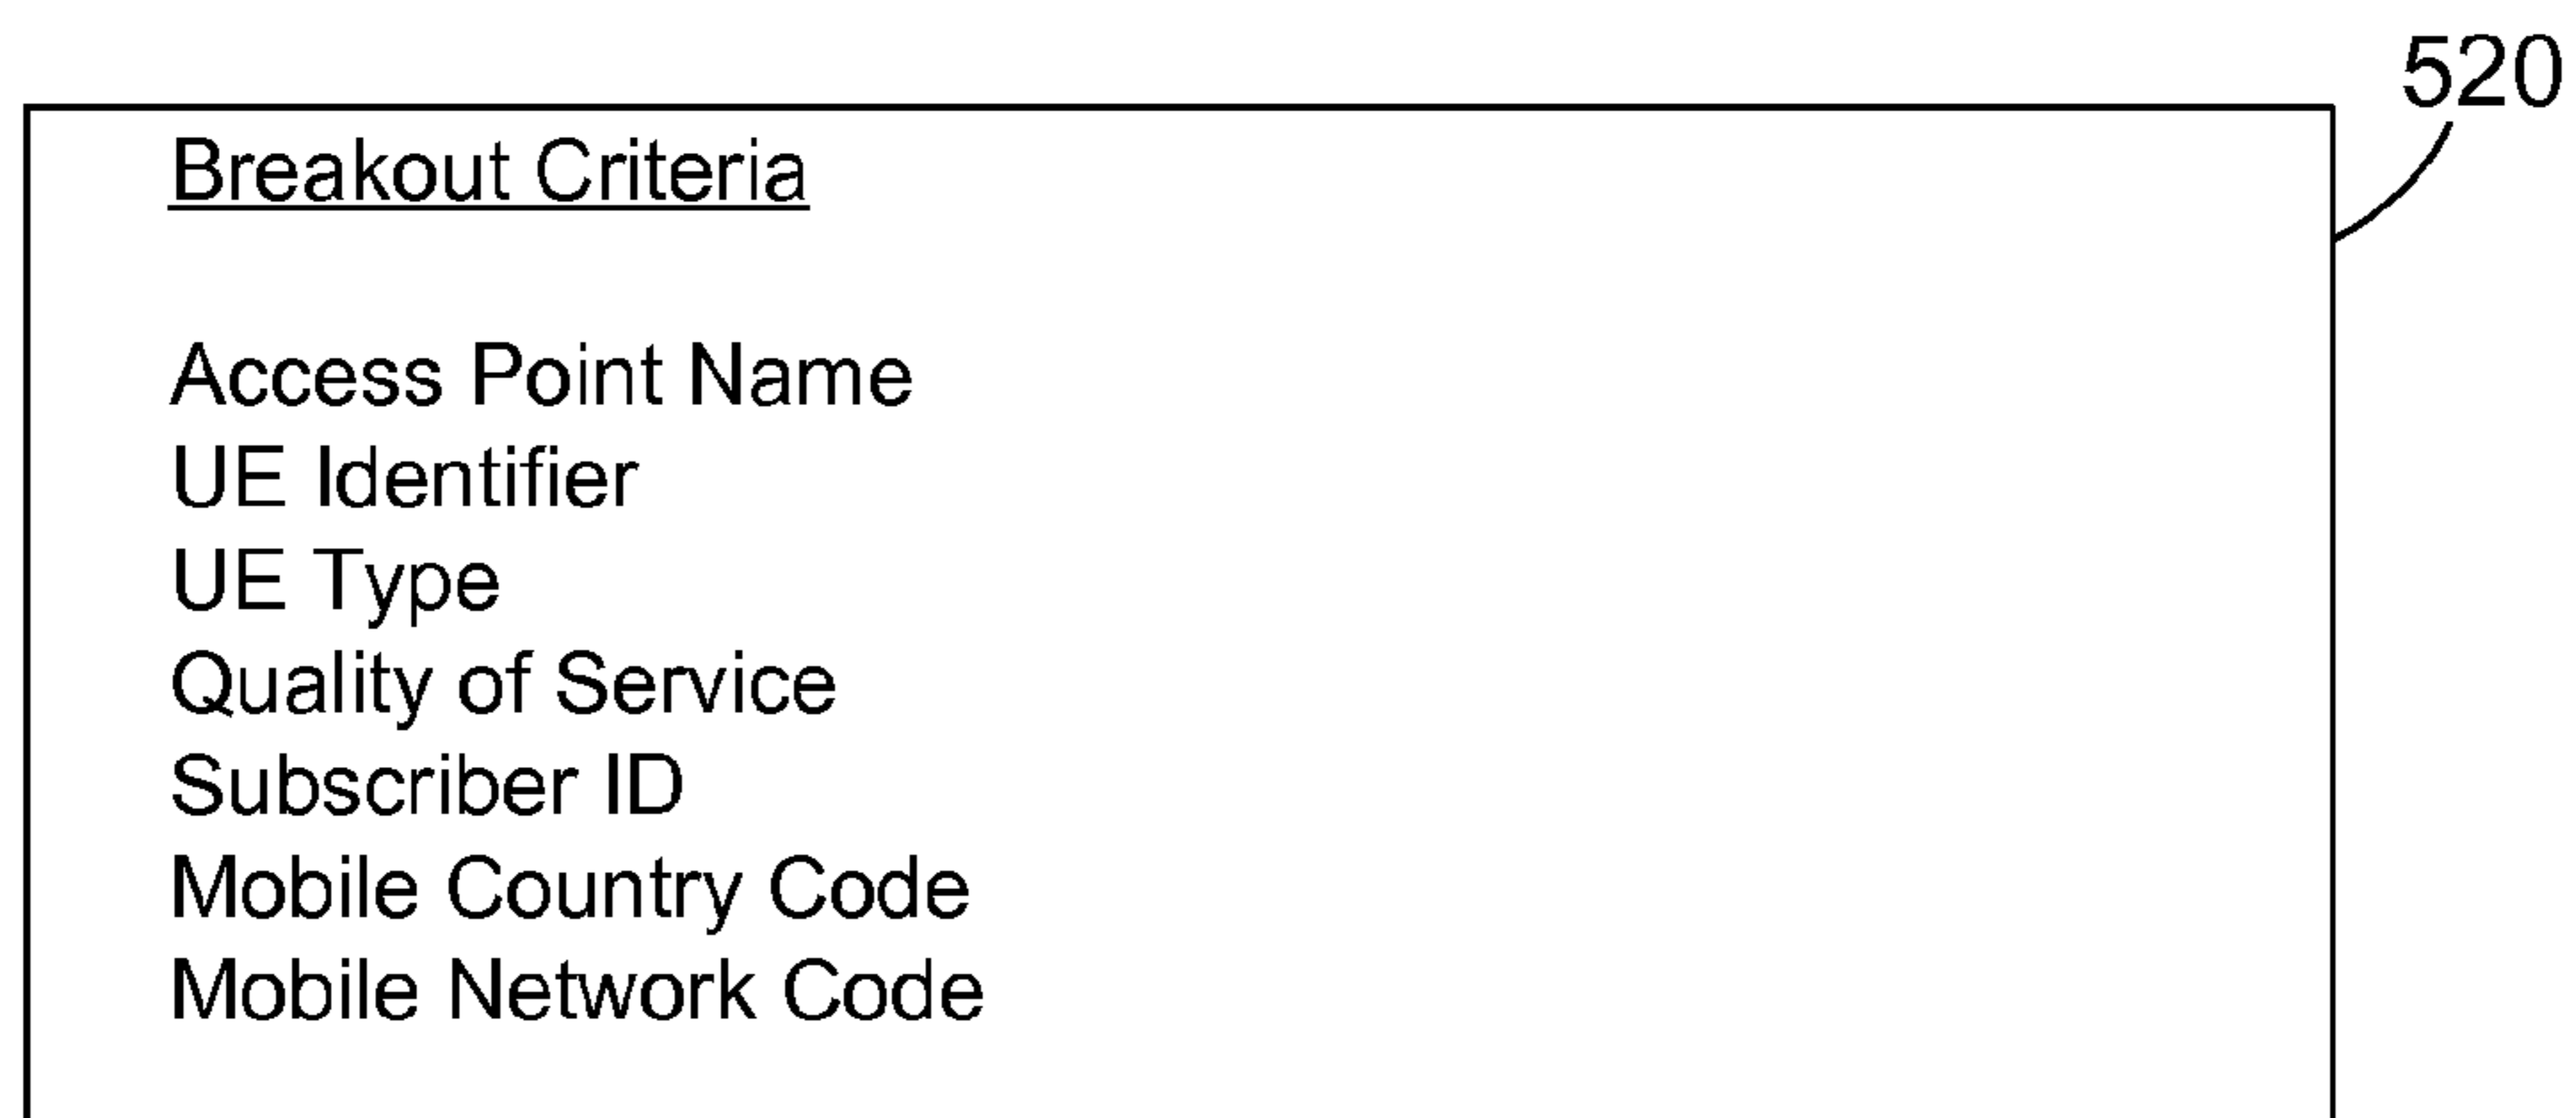 520
Breakout Criteria
Access Point Name
UE Identifier
UE Type
Quality of Service
Subscriber ID
Mobile Country Code
Mobile Network Code